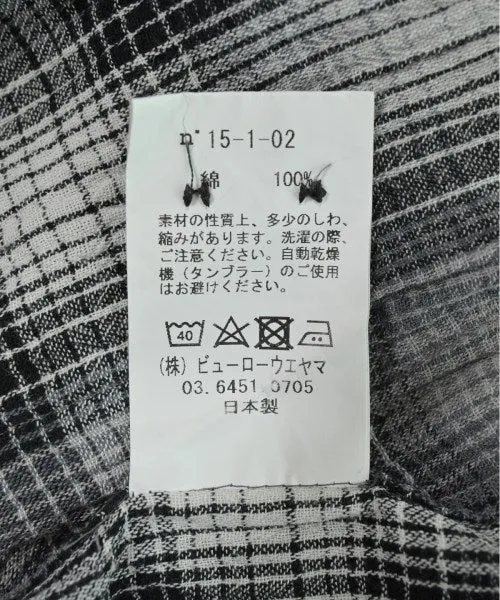 n° 15-1-02
綿 100%
素材の性質上、多少のしわ、
縮みがあります。洗濯の際、
ご注意ください。自動乾燥
機(タンブラー)のご使用
はお避けください。
40
(株) ビューローウエヤマ
03.6451.0705
日本製